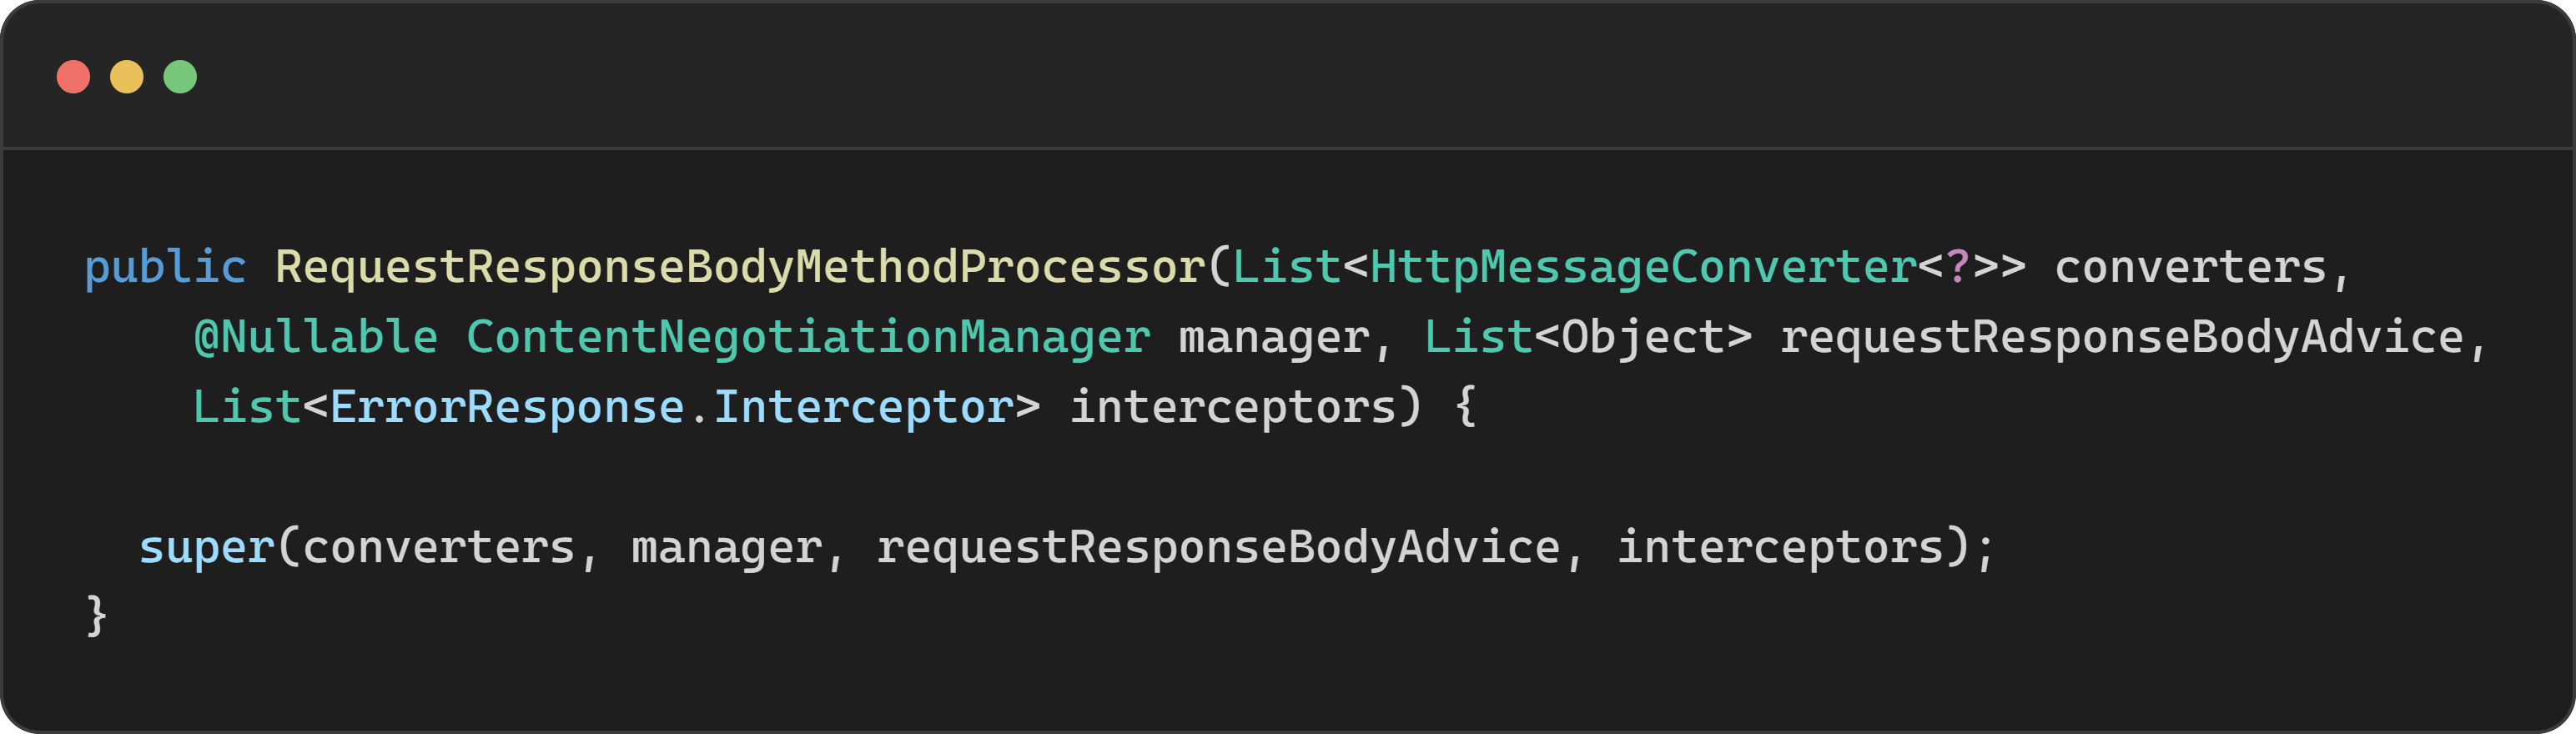 public RequestResponseBodyMethodProcessor(List<HttpMessageConverter<?>> converters,
    @Nullable ContentNegotiationManager manager, List<Object> requestResponseBodyAdvice,
    List<ErrorResponse.Interceptor> interceptors) {

  super(converters, manager, requestResponseBodyAdvice, interceptors);
}